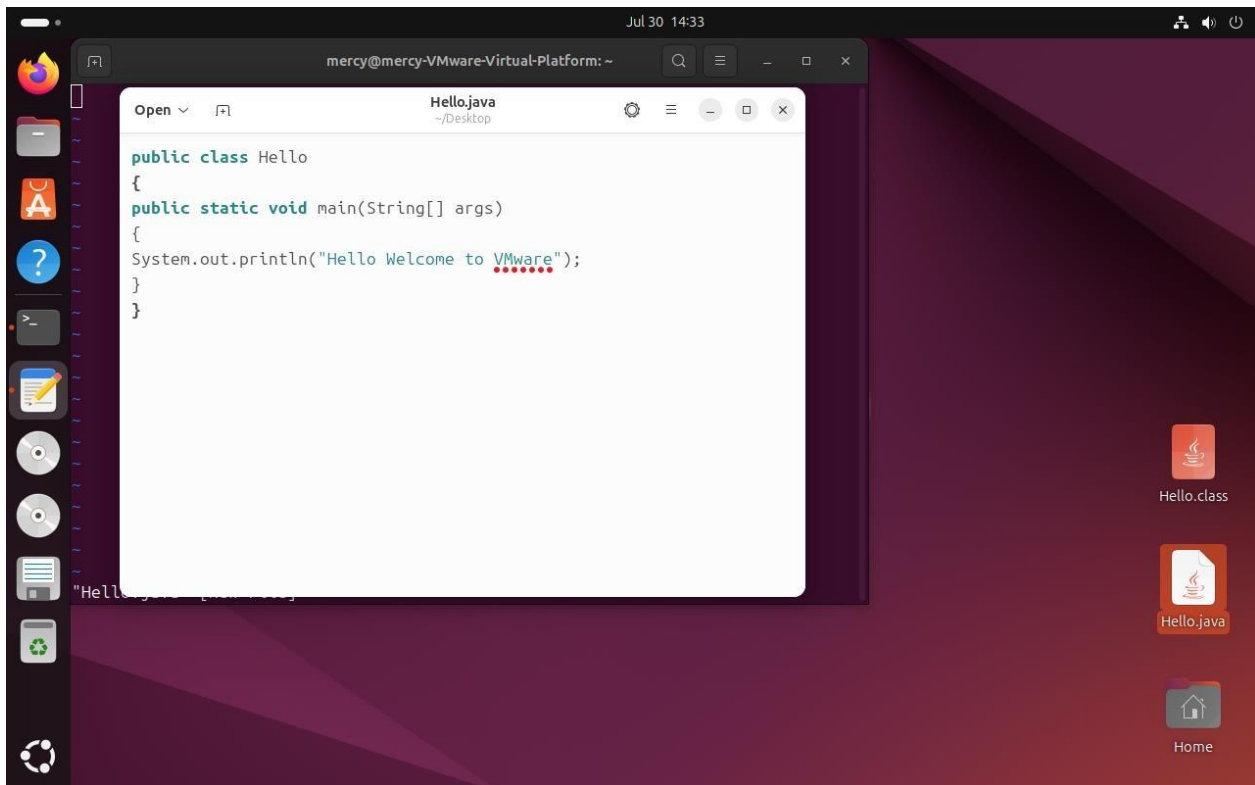 Jul 30 14:33
mercy@mercy-VMware-Virtual-Platform: ~
Open
Hello.java
~/Desktop
public class Hello
{
public static void main(String[] args)
{
System.out.println("Hello Welcome to VMware");
}
}
"Hell
Hello.class
Hello.java
Home